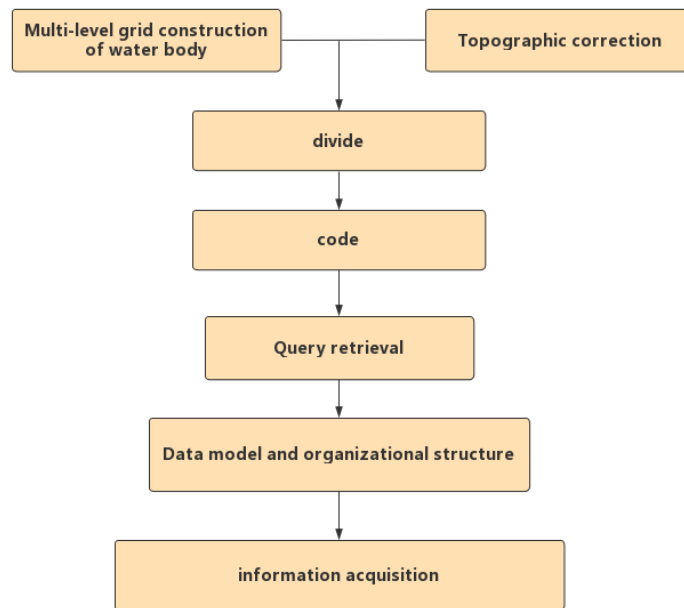 Multi-level grid construction
of water body
Topographic correction
divide
code
Query retrieval
Data model and organizational structure
information acquisition